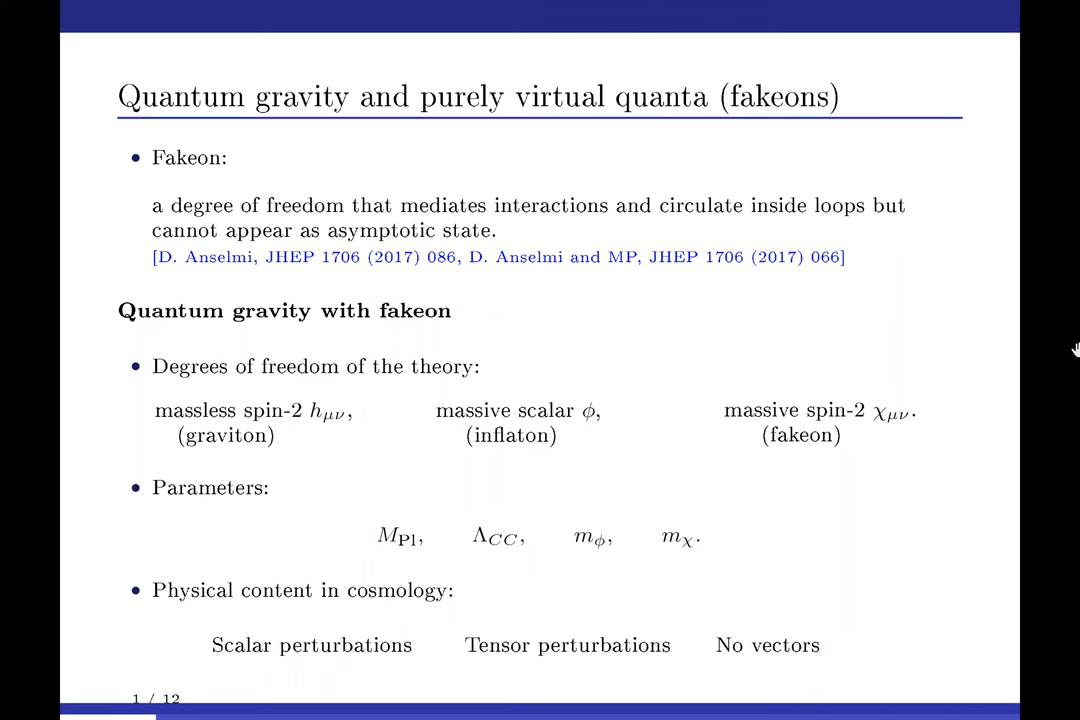 Quantum gravity and purely virtual quanta (fakeons)
• Fakeon:
a degree of freedom that mediates interactions and circulate inside loops but
cannot appear as asymptotic state.
[D. Anselmi, JHEP 1706 (2017) 086, D. Anselmi and MP, JHEP 1706 (2017) 066]
Quantum gravity with fakeon
• Degrees of freedom of the theory:
massless spin-2 hμν, massive scalar ϕ, massive spin-2 χμν.
(graviton) (inflaton) (fakeon)
• Parameters:
MPl, ΛCC, mϕ, mχ.
• Physical content in cosmology:
Scalar perturbations Tensor perturbations No vectors
1 / 12